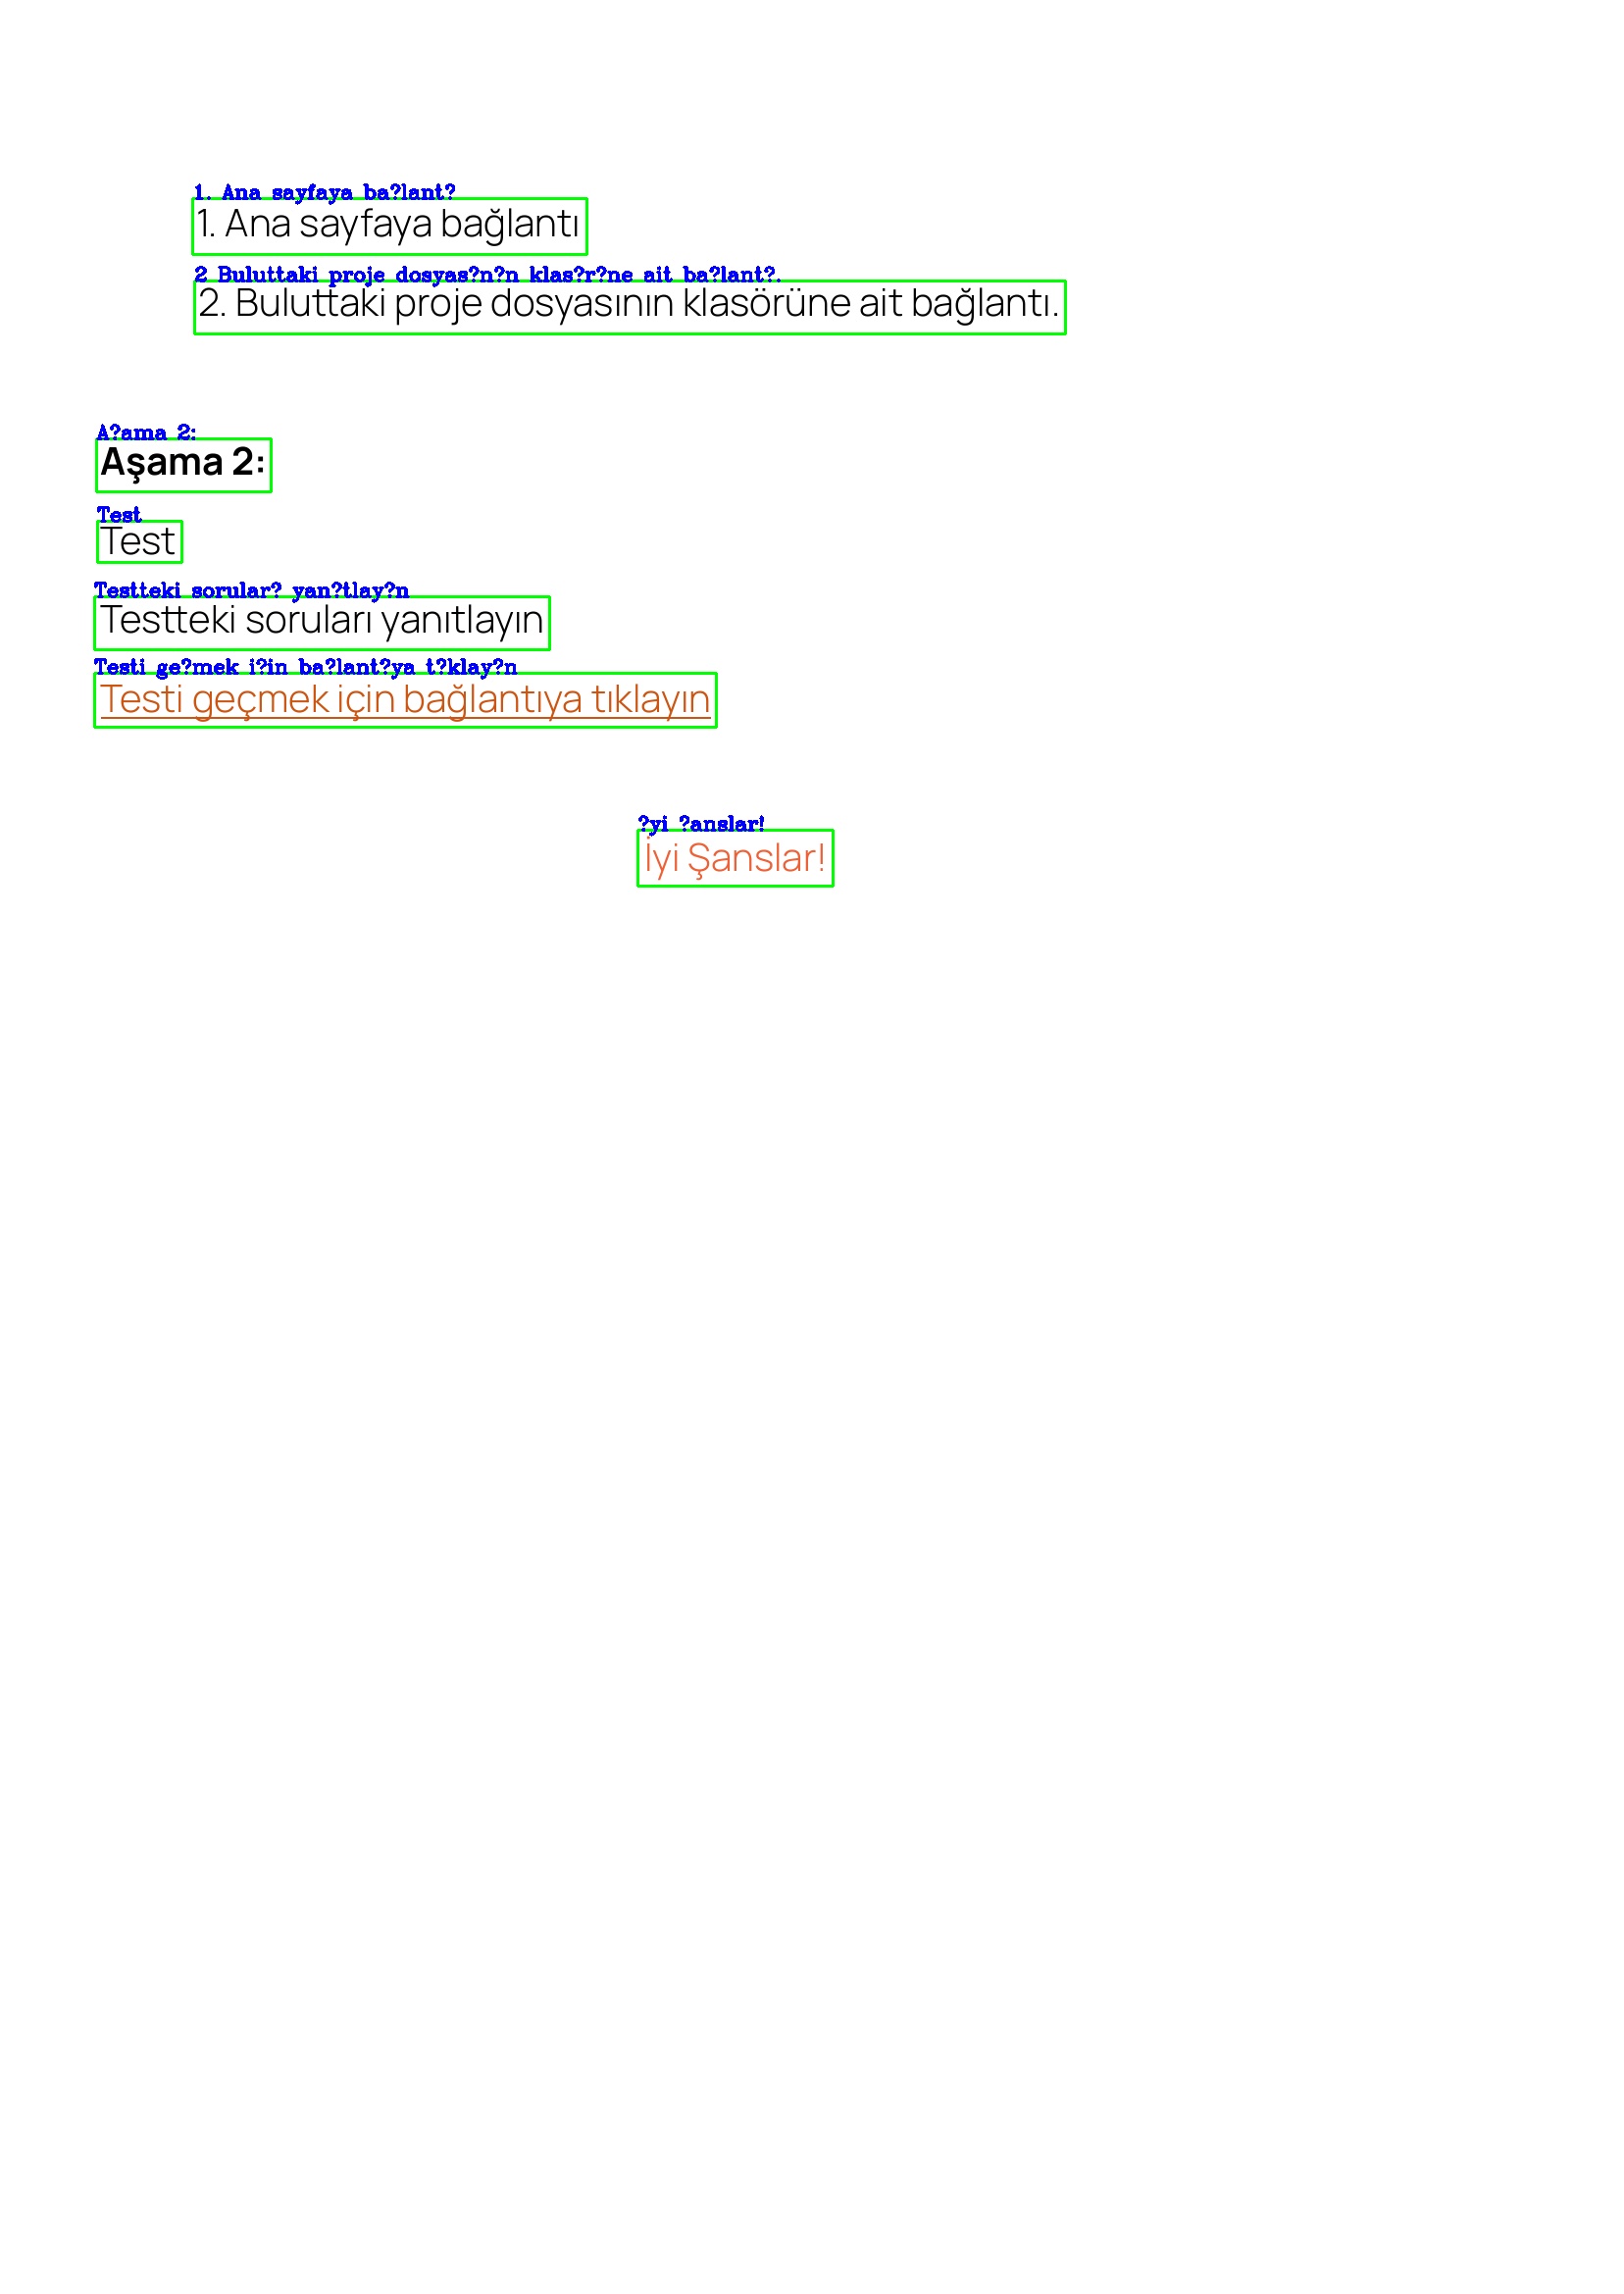 1. Ana sayfaya ba?lant?
1. Ana sayfaya bağlantı
2 Buluttaki proje dosyas?n?n klas?r?ne ait ba?lant?.
2. Buluttaki proje dosyasının klasörüne ait bağlantı.
A?ama 2:
Aşama 2:
Test
Test
Testteki sorular? yan?tlay?n
Testteki soruları yanıtlayın
Testi ge?mek i?in ba?lant?ya t?klay?n
Testi geçmek için bağlantıya tıklayın
?yi ?anslar!
İyi Şanslar!